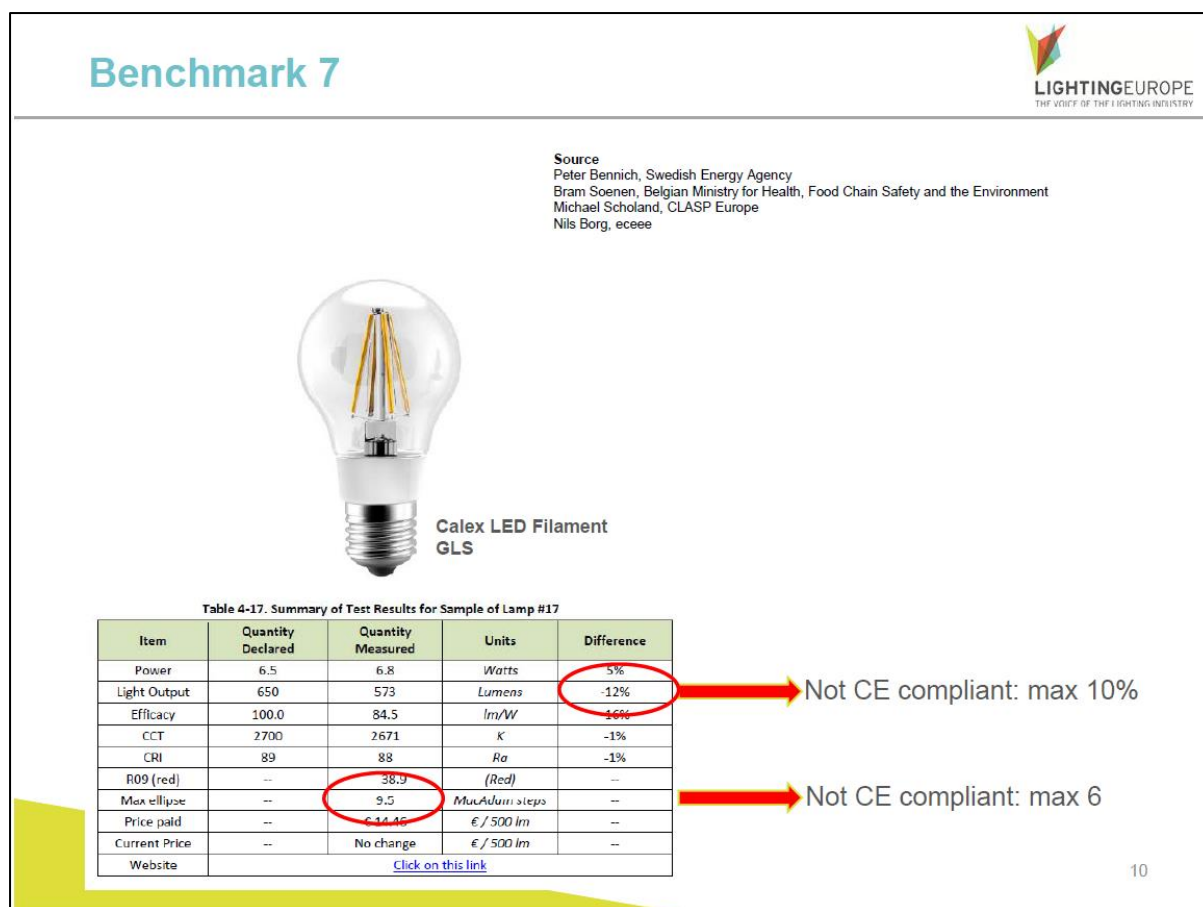 Benchmark 7
LIGHTINGEUROPE
THE VOICE OF THE LIGHTING INDUSTRY
Source
Peter Bennich, Swedish Energy Agency
Bram Soenen, Belgian Ministry for Health, Food Chain Safety and the Environment
Michael Scholand, CLASP Europe
Nils Borg, eceee
Calex LED Filament
GLS
Table 4-17. Summary of Test Results for Sample of Lamp #17
Item Quantity Declared Quantity Measured Units Difference
Power 6.5 6.8 Watts 5%
Light Output 650 573 Lumens -12%
Efficacy 100.0 84.5 lm/W -16%
CCT 2700 2671 K -1%
CRI 89 88 Ra -1%
R09 (red) -- 38.9 (Red) --
Max ellipse -- 9.5 MacAdam steps --
Price paid -- € 14.46 € / 500 lm --
Current Price -- No change € / 500 lm --
Website Click on this link
Not CE compliant: max 10%
Not CE compliant: max 6
10